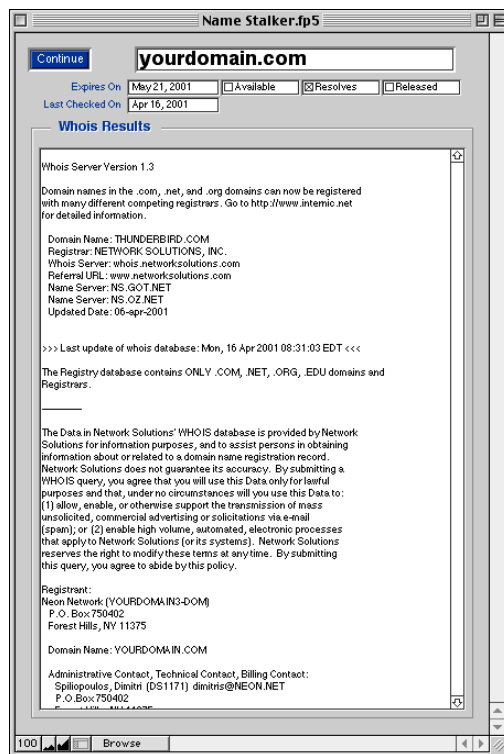 Name Stalker.fp5
Continue
yourdomain.com
Expires On May 21, 2001 Available Resolves Released
Last Checked On Apr 16, 2001
Whois Results
Whois Server Version 1.3
Domain names in the .com, .net, and .org domains can now be registered
with many different competing registrars. Go to http://www.internic.net
for detailed information.
Domain Name: THUNDERBIRD.COM
Registrar: NETWORK SOLUTIONS, INC.
Whois Server: whois.networksolutions.com
Referral URL: www.networksolutions.com
Name Server: NS.GOT.NET
Name Server: NS.OZ.NET
Updated Date: 06-apr-2001
>>> Last update of whois database: Mon, 16 Apr 2001 08:31:03 EDT <<<
The Registry database contains ONLY .COM, .NET, .ORG, .EDU domains and
Registrars.
The Data in Network Solutions' WHOIS database is provided by Network
Solutions for information purposes, and to assist persons in obtaining
information about or related to a domain name registration record.
Network Solutions does not guarantee its accuracy. By submitting a
WHOIS query, you agree that you will use this Data only for lawful
purposes and that, under no circumstances will you use this Data to:
(1) allow, enable, or otherwise support the transmission of mass
unsolicited, commercial advertising or solicitations via e-mail
(spam); or (2) enable high volume, automated, electronic processes
that apply to Network Solutions (or its systems). Network Solutions
reserves the right to modify these terms at any time. By submitting
this query, you agree to abide by this policy.
Registrant:
Neon Network (YOURDOMAIN3-DOM)
P.O. Box 750402
Forest Hills, NY 11375
Domain Name: YOURDOMAIN.COM
Administrative Contact, Technical Contact, Billing Contact:
Spiliopoulos, Dimitri (DS1171) dimitris@NEON.NET
P.O.Box 750402
Forest Hills, NY 11375
100 Browse